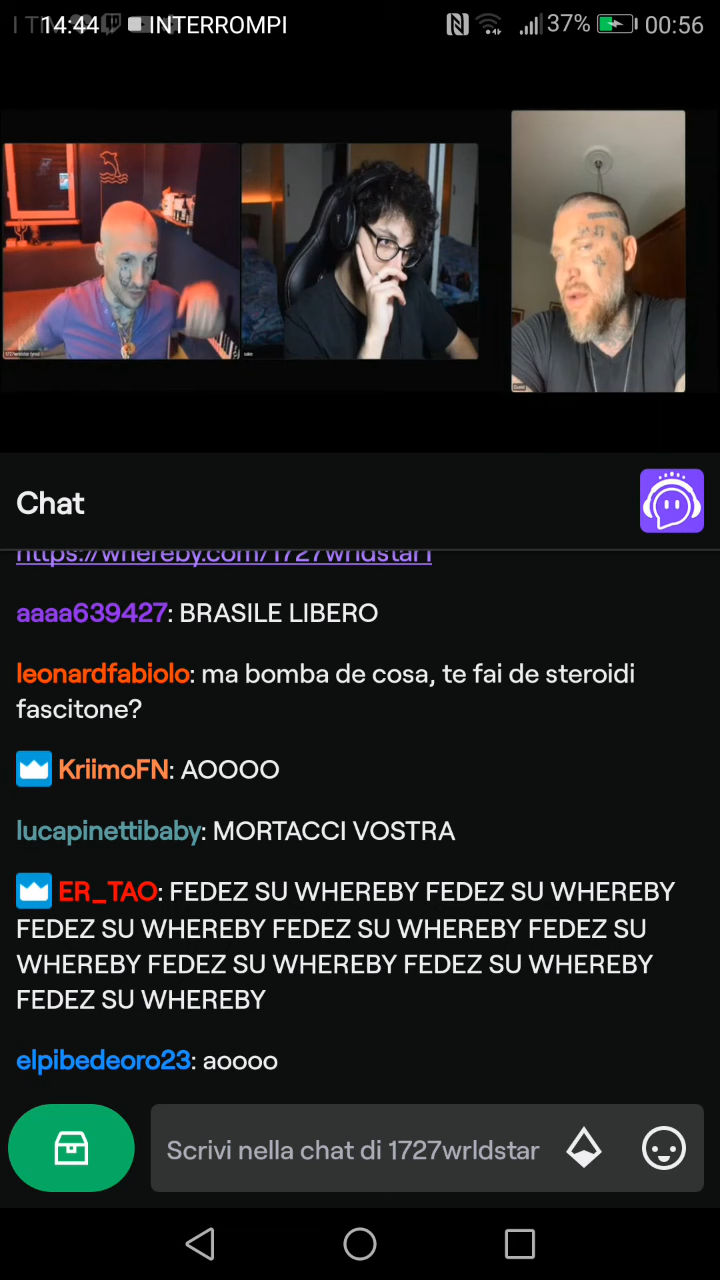 14:44 INTERROMPI 37% 00:56
Chat
https://whereby.com/1727wrldstar1
aaaa639427: BRASILE LIBERO
leonardfabiolo: ma bomba de cosa, te fai de steroidi
fascitone?
KriimoFN: AOOOO
lucapinettibaby: MORTACCI VOSTRA
ER_TAO: FEDEZ SU WHEREBY FEDEZ SU WHEREBY
FEDEZ SU WHEREBY FEDEZ SU WHEREBY FEDEZ SU
WHEREBY FEDEZ SU WHEREBY FEDEZ SU WHEREBY
FEDEZ SU WHEREBY
elpibedeoro23: aoooo
Scrivi nella chat di 1727wrldstar